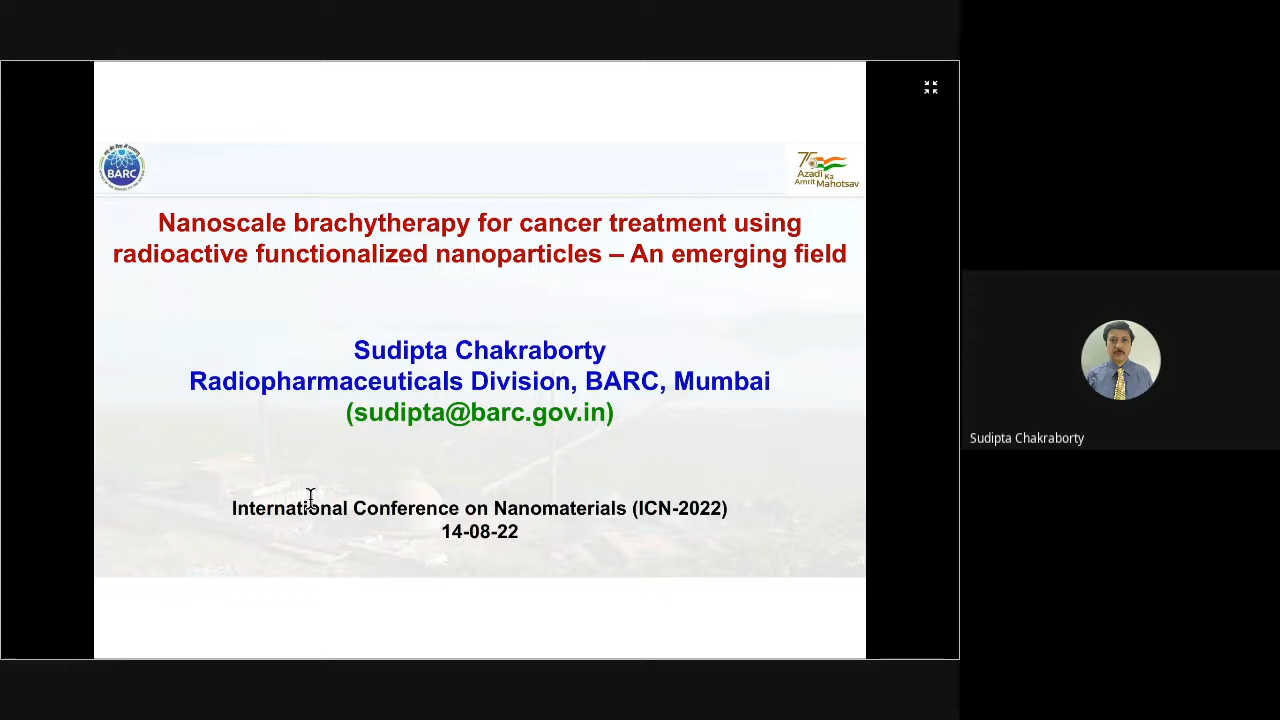 BARC
75
Azadi
Ka
Amrit Mahotsav
Nanoscale brachytherapy for cancer treatment using
radioactive functionalized nanoparticles – An emerging field
Sudipta Chakraborty
Radiopharmaceuticals Division, BARC, Mumbai
(sudipta@barc.gov.in)
International Conference on Nanomaterials (ICN-2022)
14-08-22
Sudipta Chakraborty